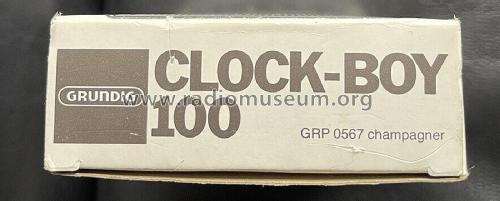 GRUNDIG
CLOCK-BOY
100
www.radiomuseum.org
GRP 0567 champagner